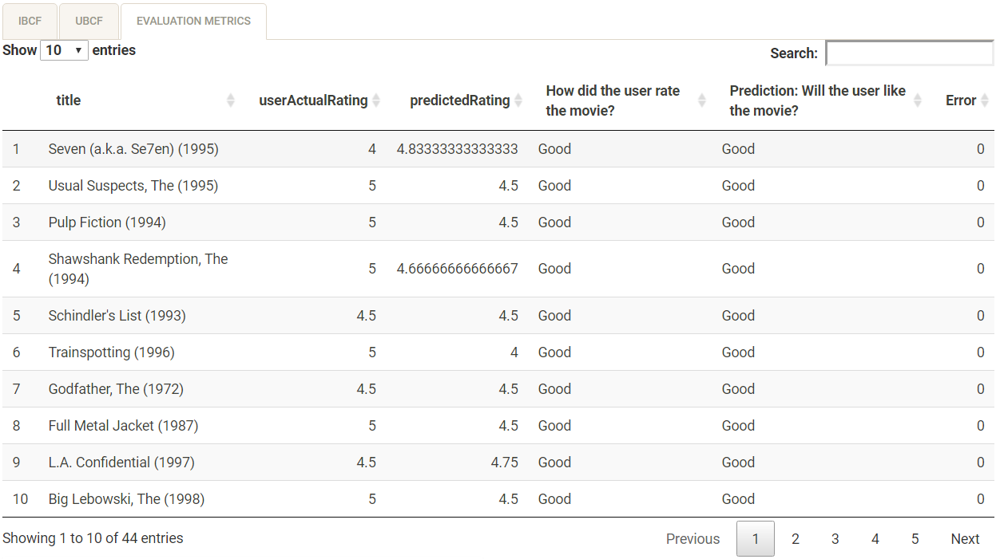 IBCF UBCF EVALUATION METRICS
Show 10 entries
Search:
title userActualRating predictedRating How did the user rate the movie? Prediction: Will the user like the movie? Error
1 Seven (a.k.a. Se7en) (1995) 4 4.83333333333333 Good Good 0
2 Usual Suspects, The (1995) 5 4.5 Good Good 0
3 Pulp Fiction (1994) 5 4.5 Good Good 0
4 Shawshank Redemption, The (1994) 5 4.66666666666667 Good Good 0
5 Schindler's List (1993) 4.5 4.5 Good Good 0
6 Trainspotting (1996) 5 4 Good Good 0
7 Godfather, The (1972) 4.5 4.5 Good Good 0
8 Full Metal Jacket (1987) 5 4.5 Good Good 0
9 L.A. Confidential (1997) 4.5 4.75 Good Good 0
10 Big Lebowski, The (1998) 5 4.5 Good Good 0
Showing 1 to 10 of 44 entries
Previous 1 2 3 4 5 Next